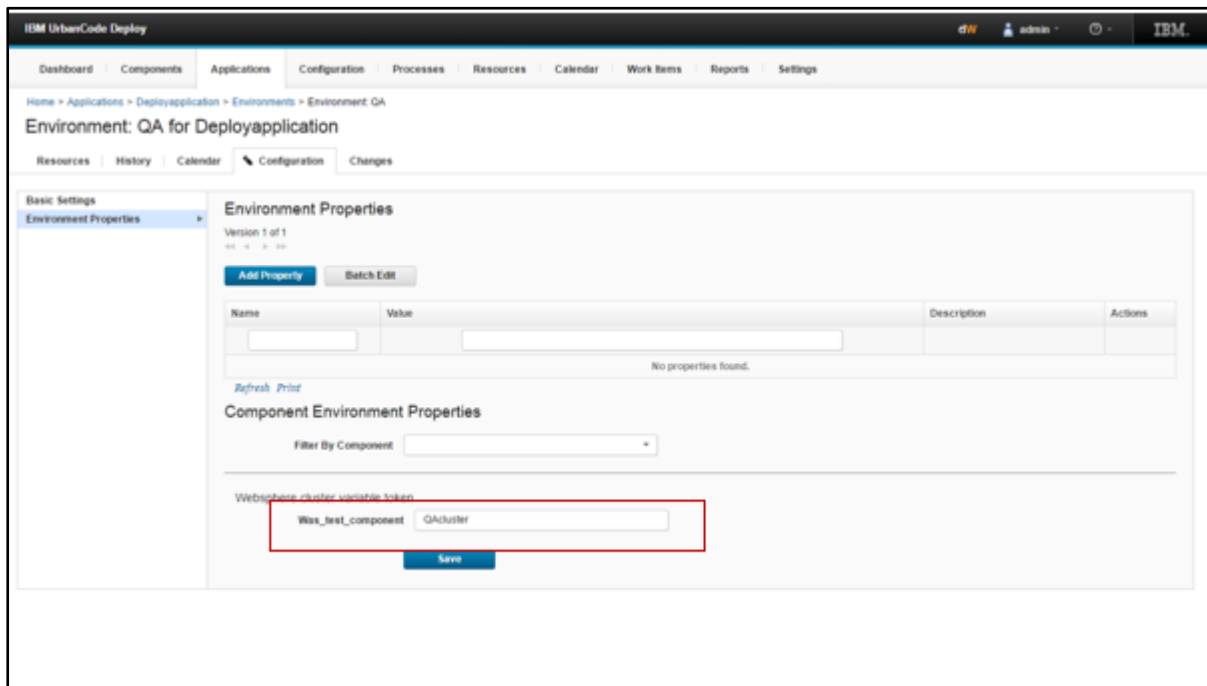 IBM UrbanCode Deploy dW admin IBM.
Dashboard Components Applications Configuration Processes Resources Calendar Work Items Reports Settings
Home > Applications > Deployapplication > Environments > Environment: QA
Environment: QA for Deployapplication
Resources History Calendar Configuration Changes
Basic Settings
Environment Properties
Environment Properties
Version 1 of 1
Add Property Batch Edit
Name Value Description Actions
No properties found.
Refresh Print
Component Environment Properties
Filter By Component
Websphere cluster variable token
Was_test_component QAcluster
Save